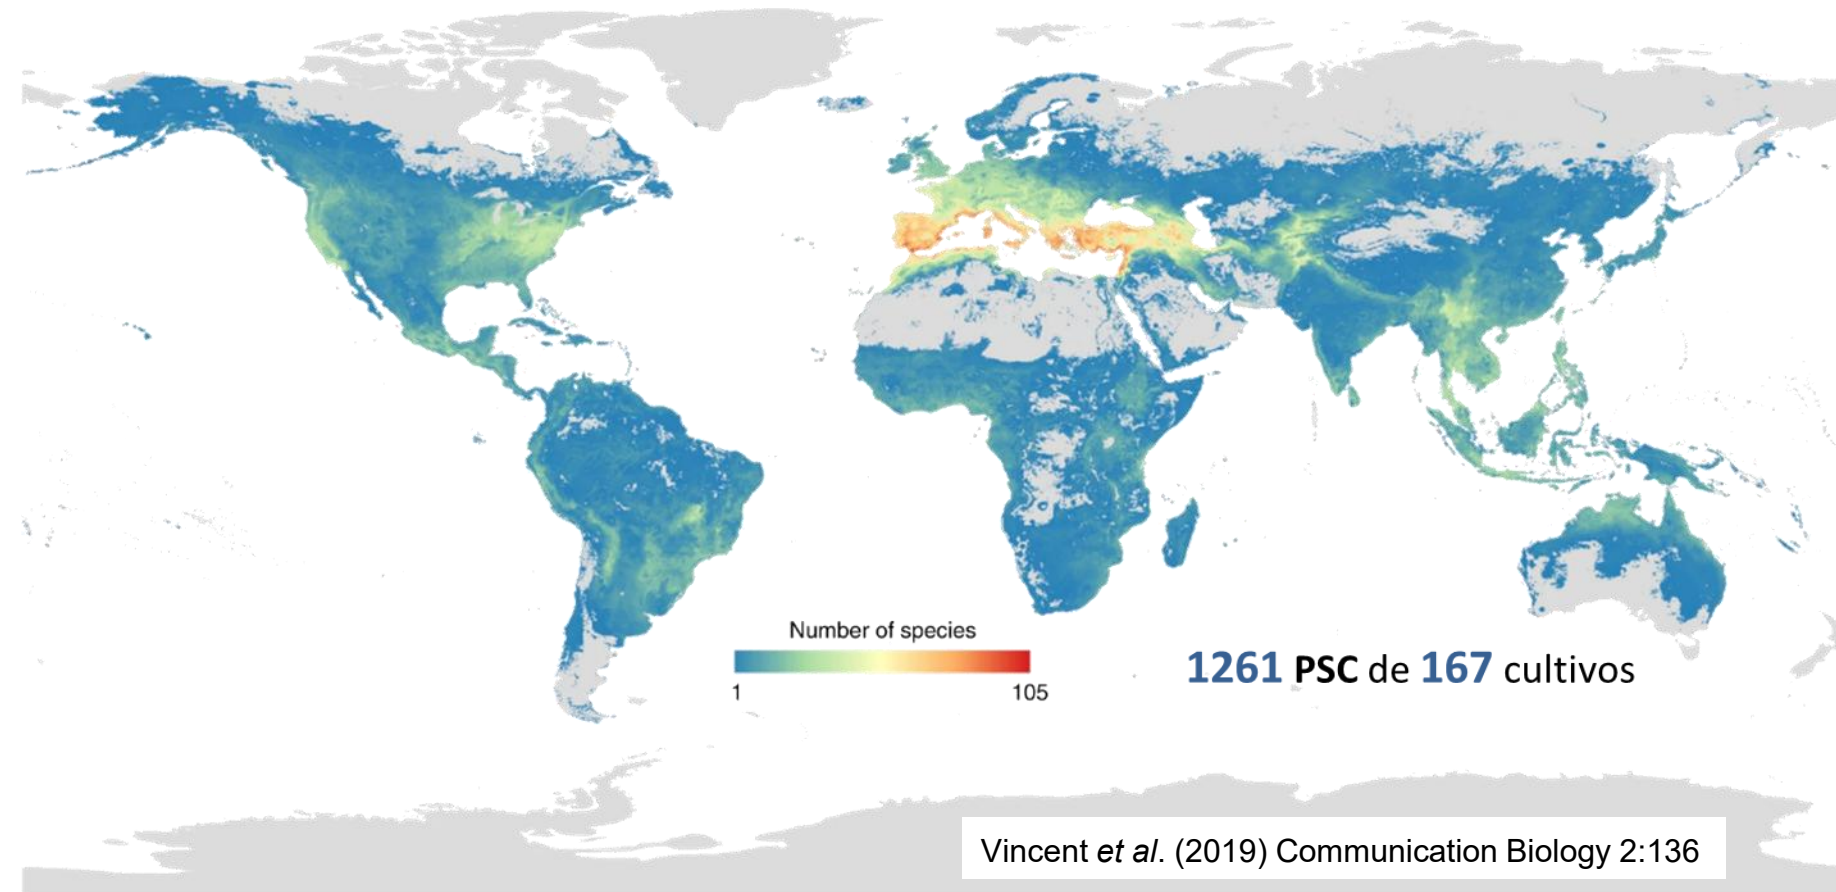 Number of species
1 105
1261 PSC de 167 cultivos
Vincent et al. (2019) Communication Biology 2:136